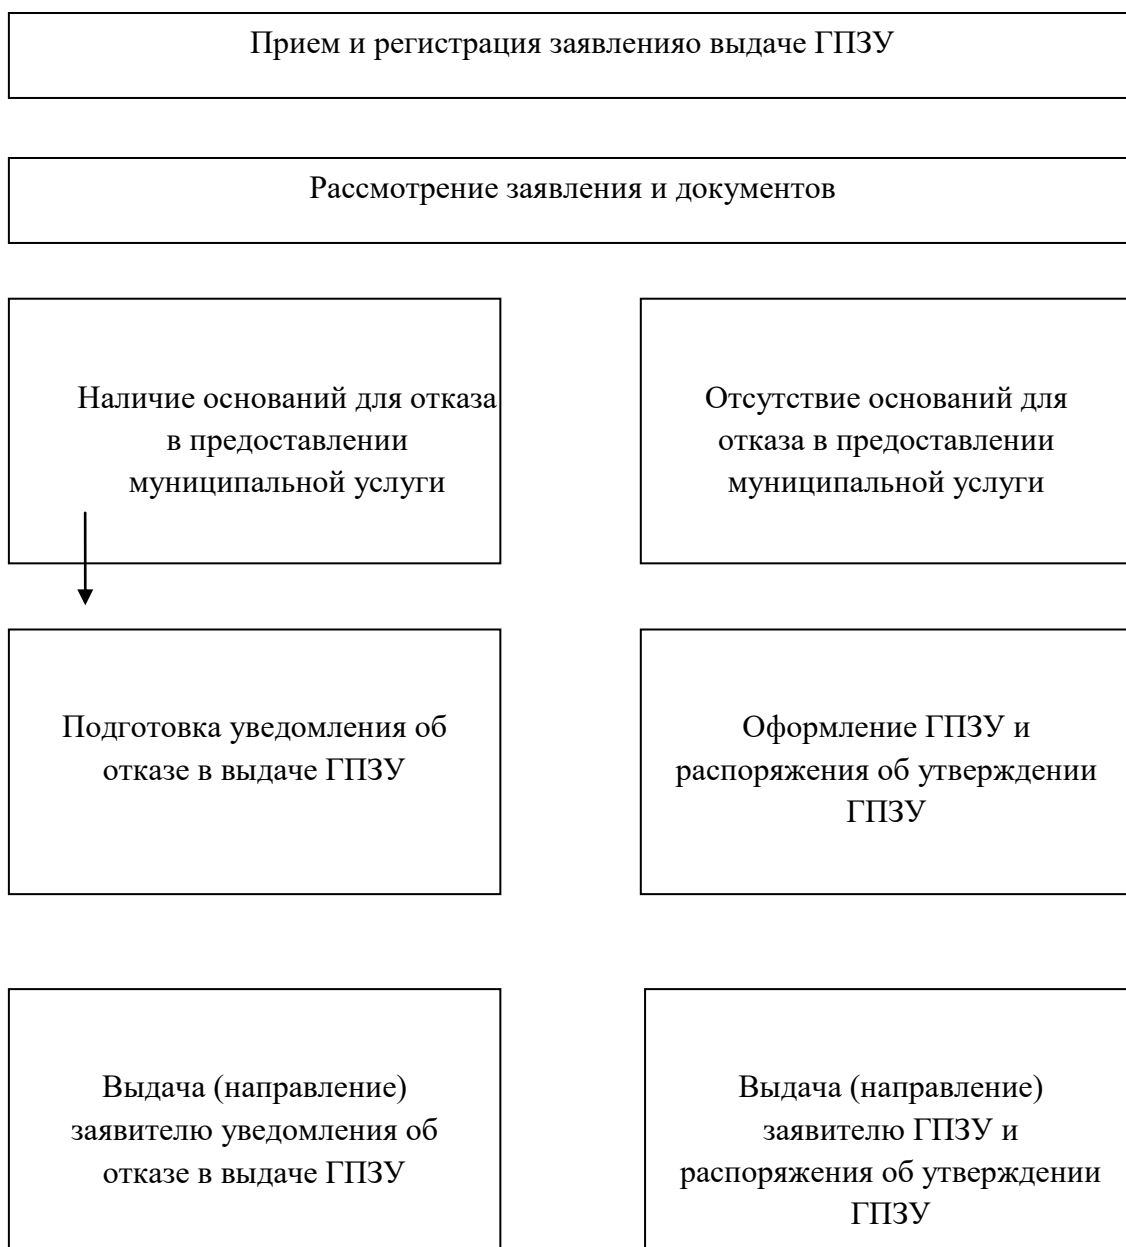 Прием и регистрация заявленияо выдаче ГПЗУ
Рассмотрение заявления и документов
Наличие оснований для отказа
в предоставлении
муниципальной услуги
Отсутствие оснований для
отказа в предоставлении
муниципальной услуги
Подготовка уведомления об
отказе в выдаче ГПЗУ
Оформление ГПЗУ и
распоряжения об утверждении
ГПЗУ
Выдача (направление)
заявителю уведомления об
отказе в выдаче ГПЗУ
Выдача (направление)
заявителю ГПЗУ и
распоряжения об утверждении
ГПЗУ